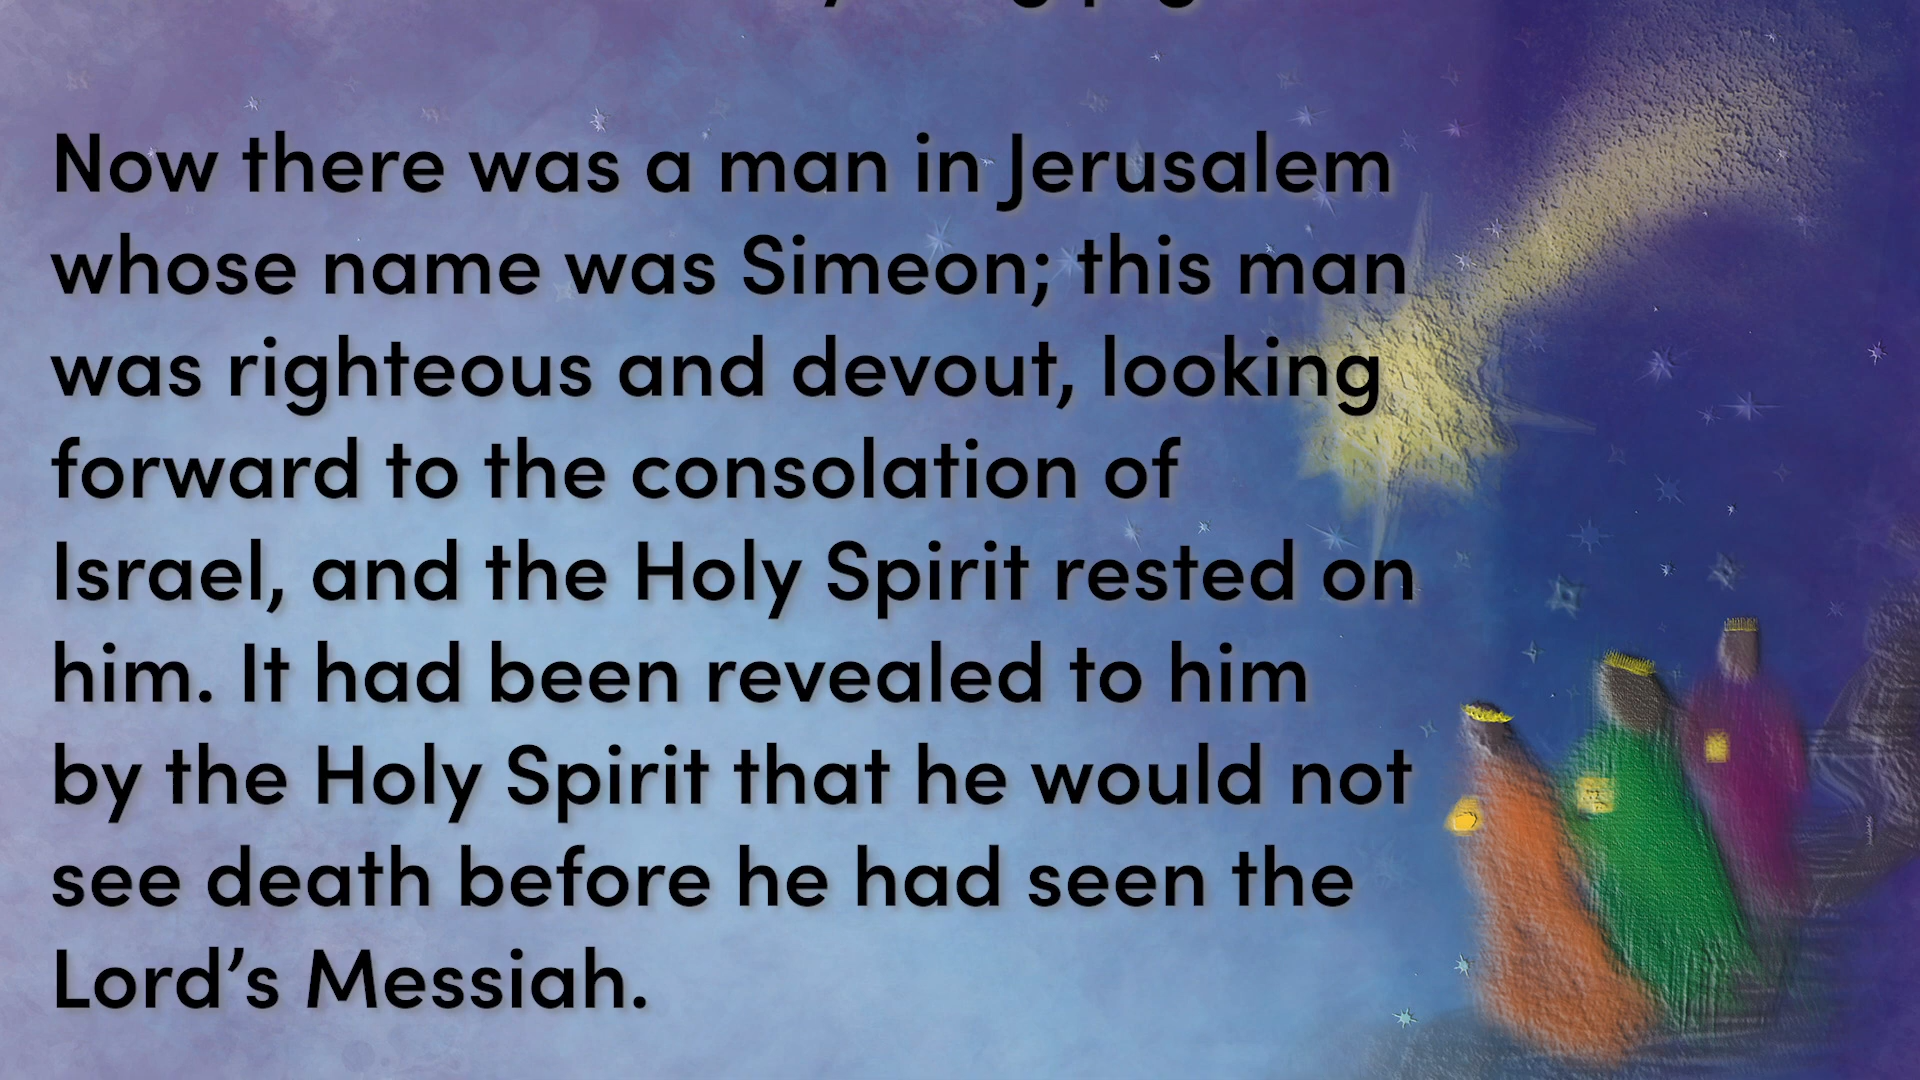 Now there was a man in Jerusalem
whose name was Simeon; this man
was righteous and devout, looking
forward to the consolation of
Israel, and the Holy Spirit rested on
him. It had been revealed to him
by the Holy Spirit that he would not
see death before he had seen the
Lord’s Messiah.